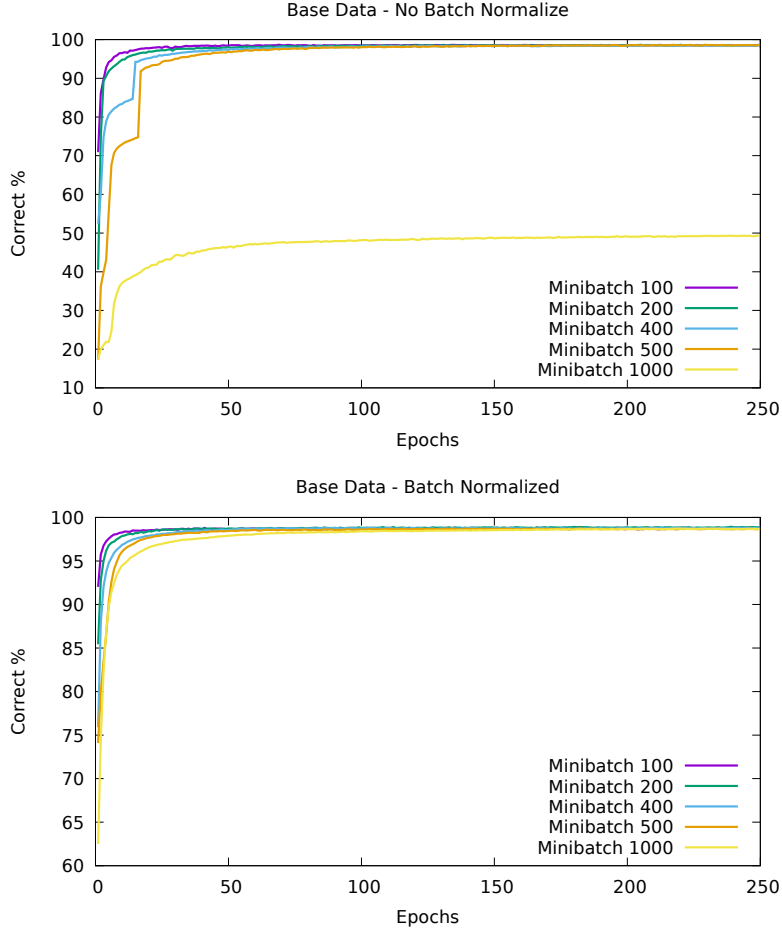 Base Data - No Batch Normalize
100
90
80
70
60
50
40
30
20
10
Correct %
Minibatch 100
Minibatch 200
Minibatch 400
Minibatch 500
Minibatch 1000
0 50 100 150 200 250
Epochs
Base Data - Batch Normalized
100
95
90
85
80
75
70
65
60
Correct %
Minibatch 100
Minibatch 200
Minibatch 400
Minibatch 500
Minibatch 1000
0 50 100 150 200 250
Epochs